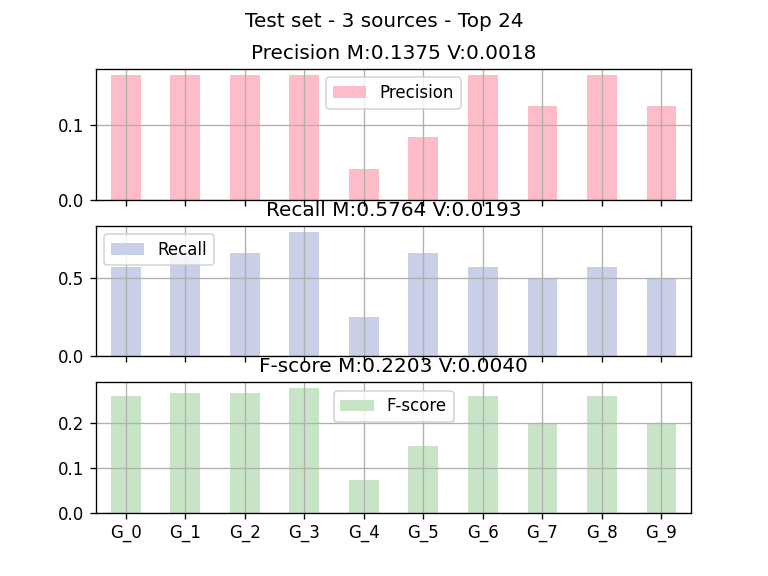 Test set - 3 sources - Top 24
Precision M:0.1375 V:0.0018
Precision
0.1
0.0
Recall M:0.5764 V:0.0193
Recall
0.5
0.0
F-score M:0.2203 V:0.0040
F-score
0.2
0.1
0.0
G_0 G_1 G_2 G_3 G_4 G_5 G_6 G_7 G_8 G_9